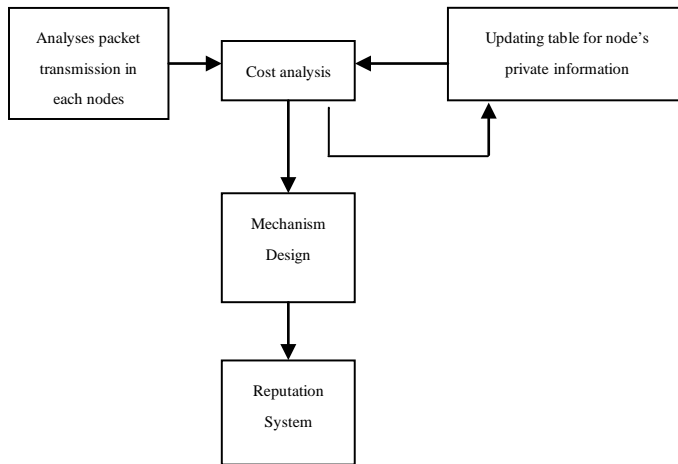 Analyses packet
transmission in
each nodes
Cost analysis
Updating table for node’s
private information
Mechanism
Design
Reputation
System